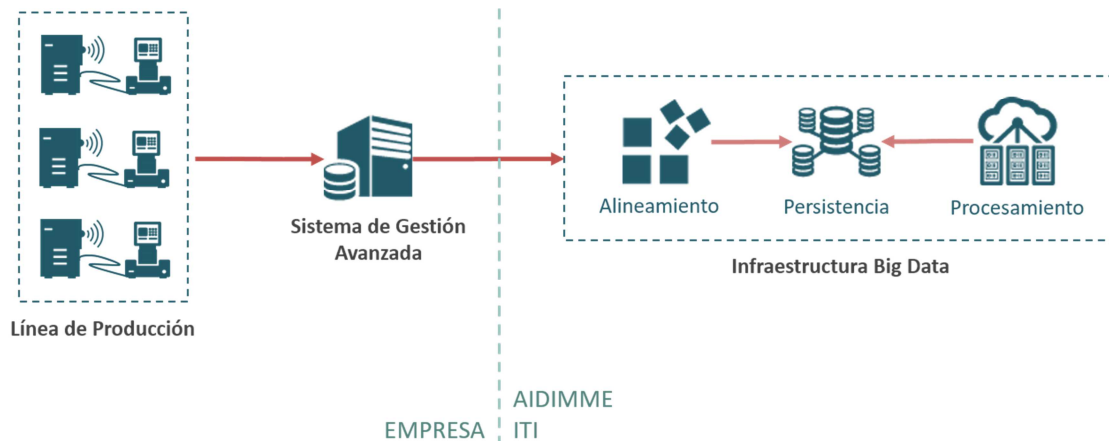 Línea de Producción
Sistema de Gestión
Avanzada
Alineamiento
Persistencia
Procesamiento
Infraestructura Big Data
EMPRESA
AIDIMME
ITI